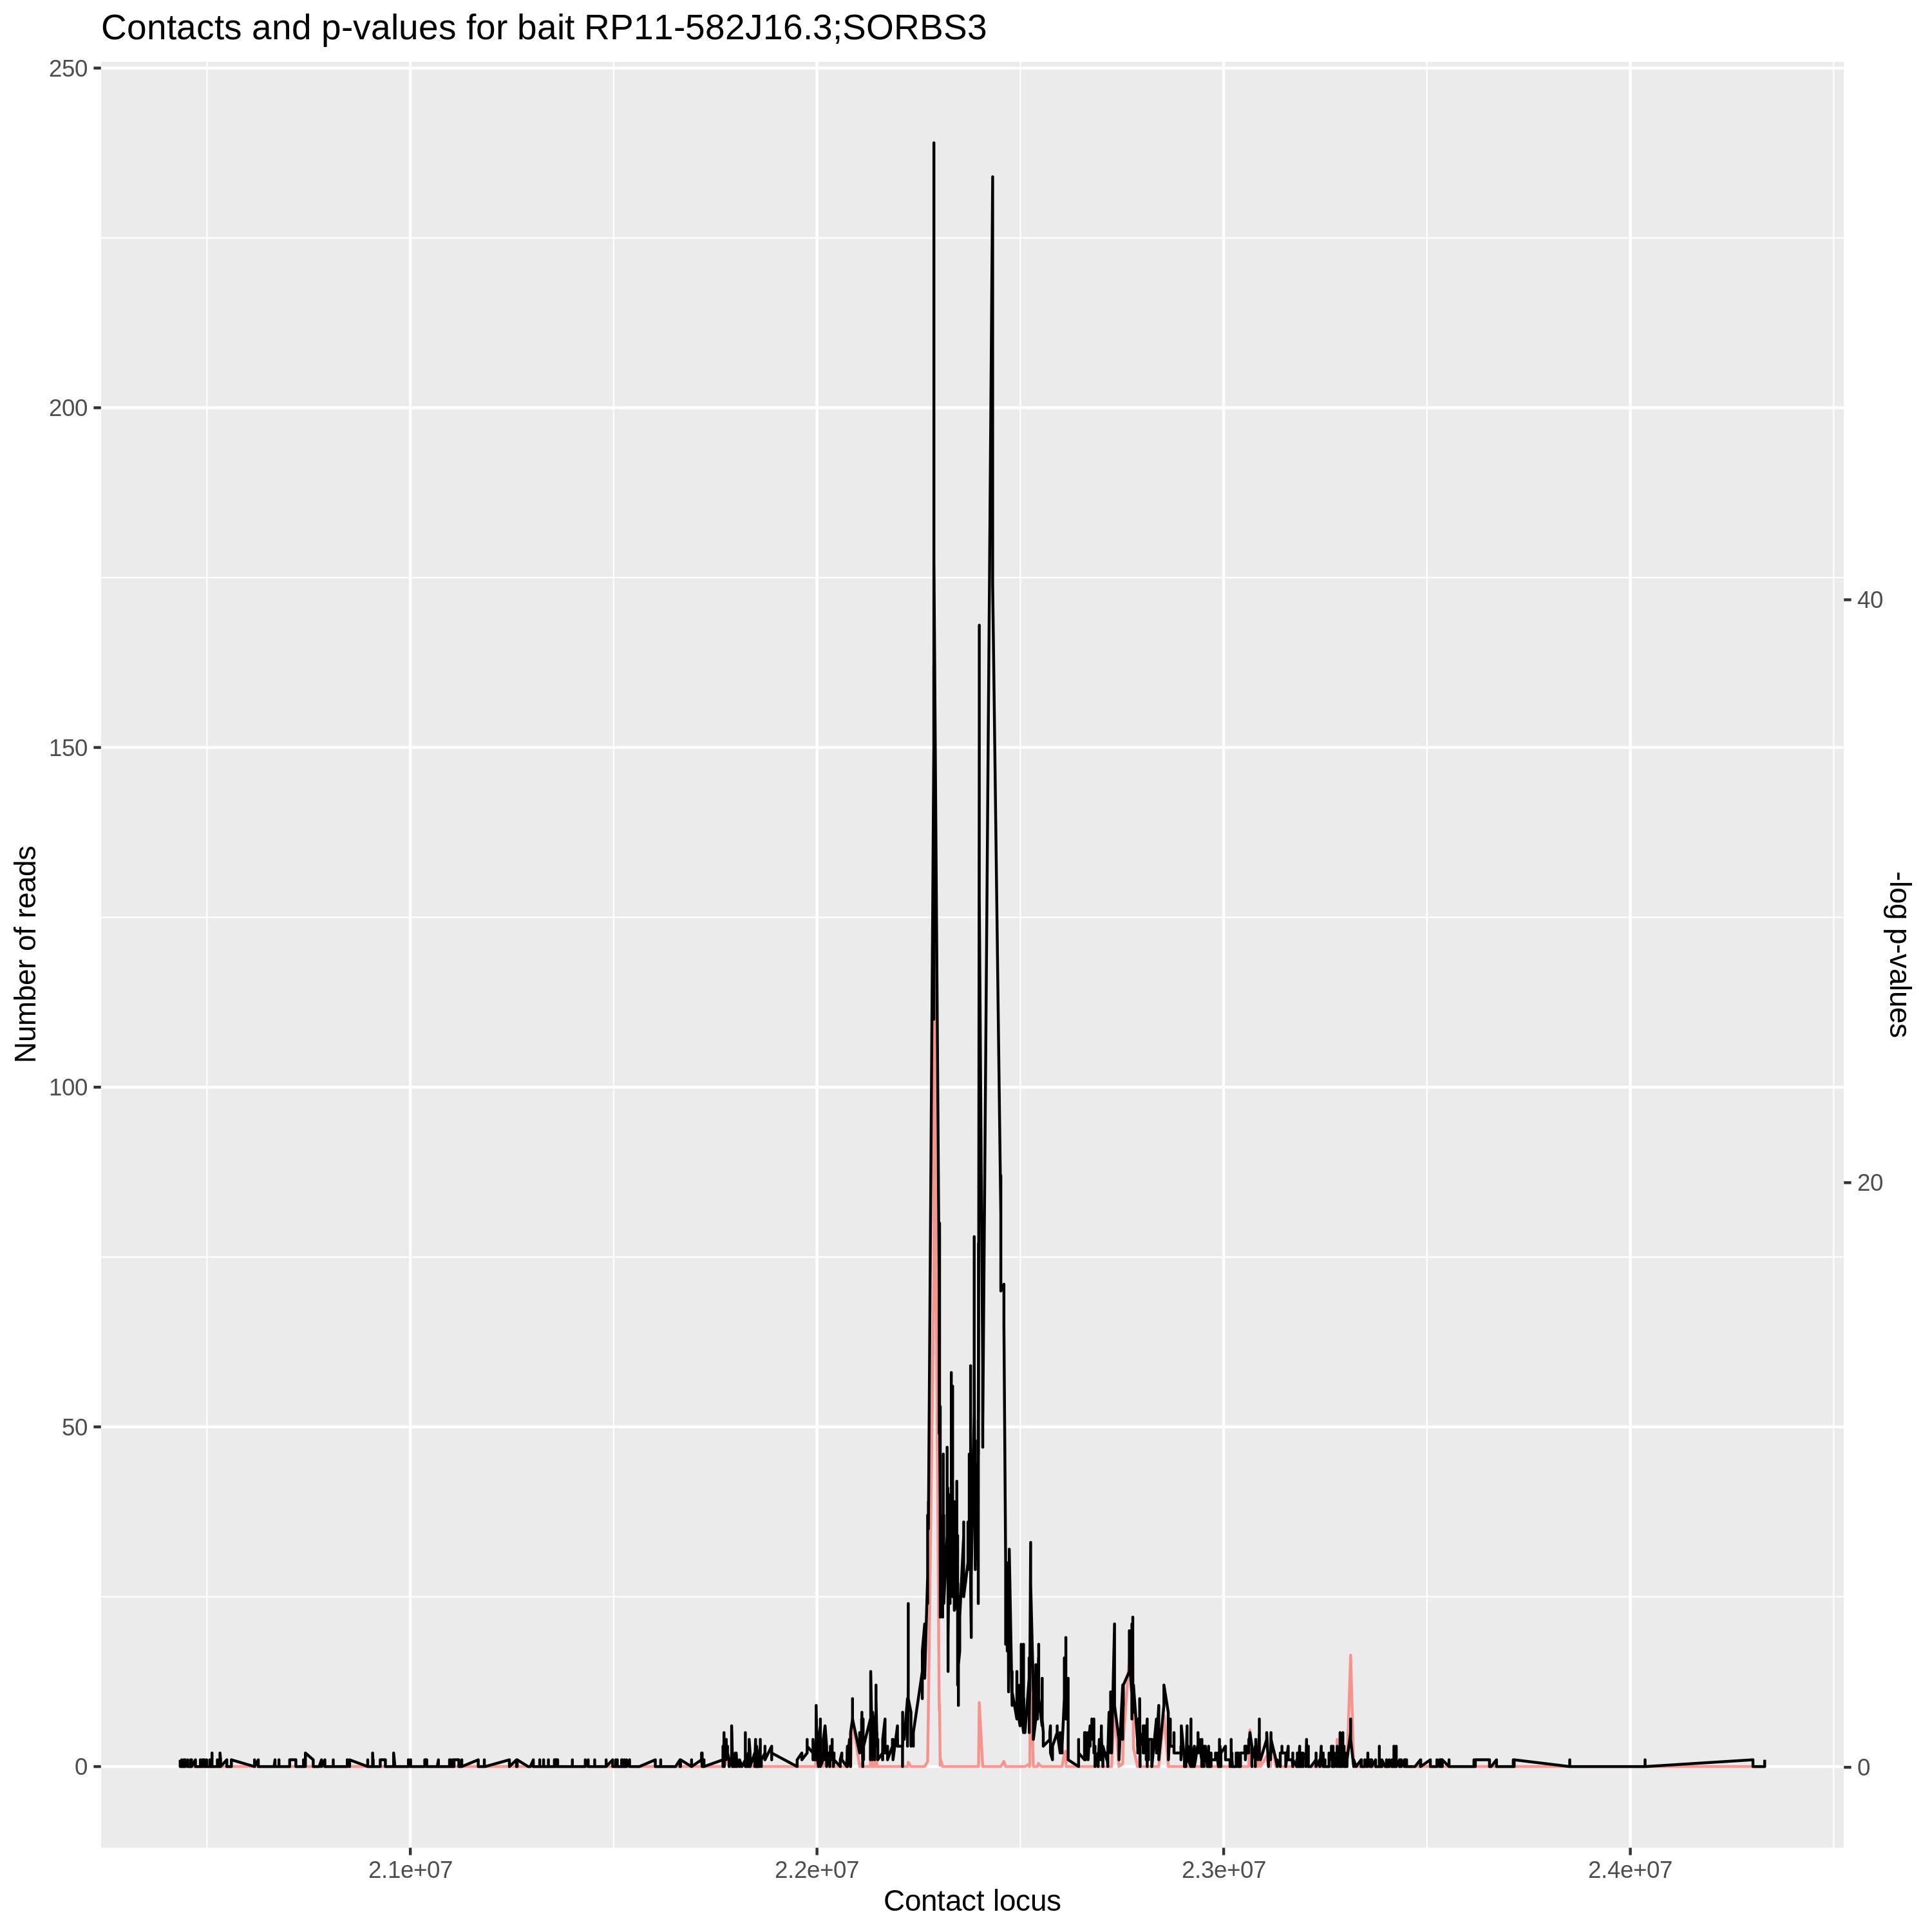 Contacts and p-values for bait RP11-582J16.3;SORBS3
250
200
150
100
50
0
Number of reads
40
20
0
-log p-values
2.1e+07 2.2e+07 2.3e+07 2.4e+07
Contact locus